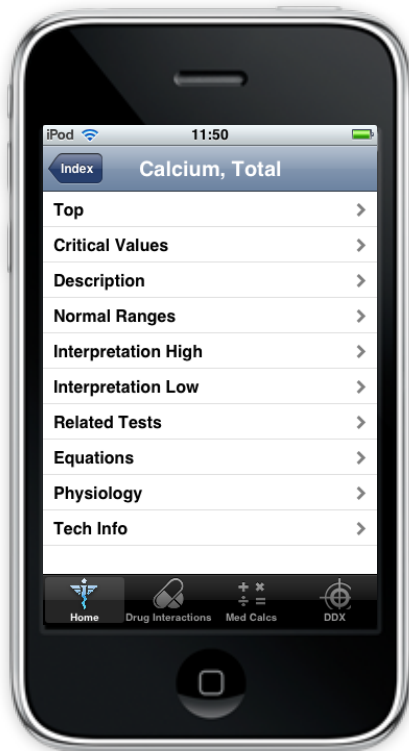 iPod 11:50
Index Calcium, Total
Top
Critical Values
Description
Normal Ranges
Interpretation High
Interpretation Low
Related Tests
Equations
Physiology
Tech Info
Home Drug Interactions Med Calcs DDX